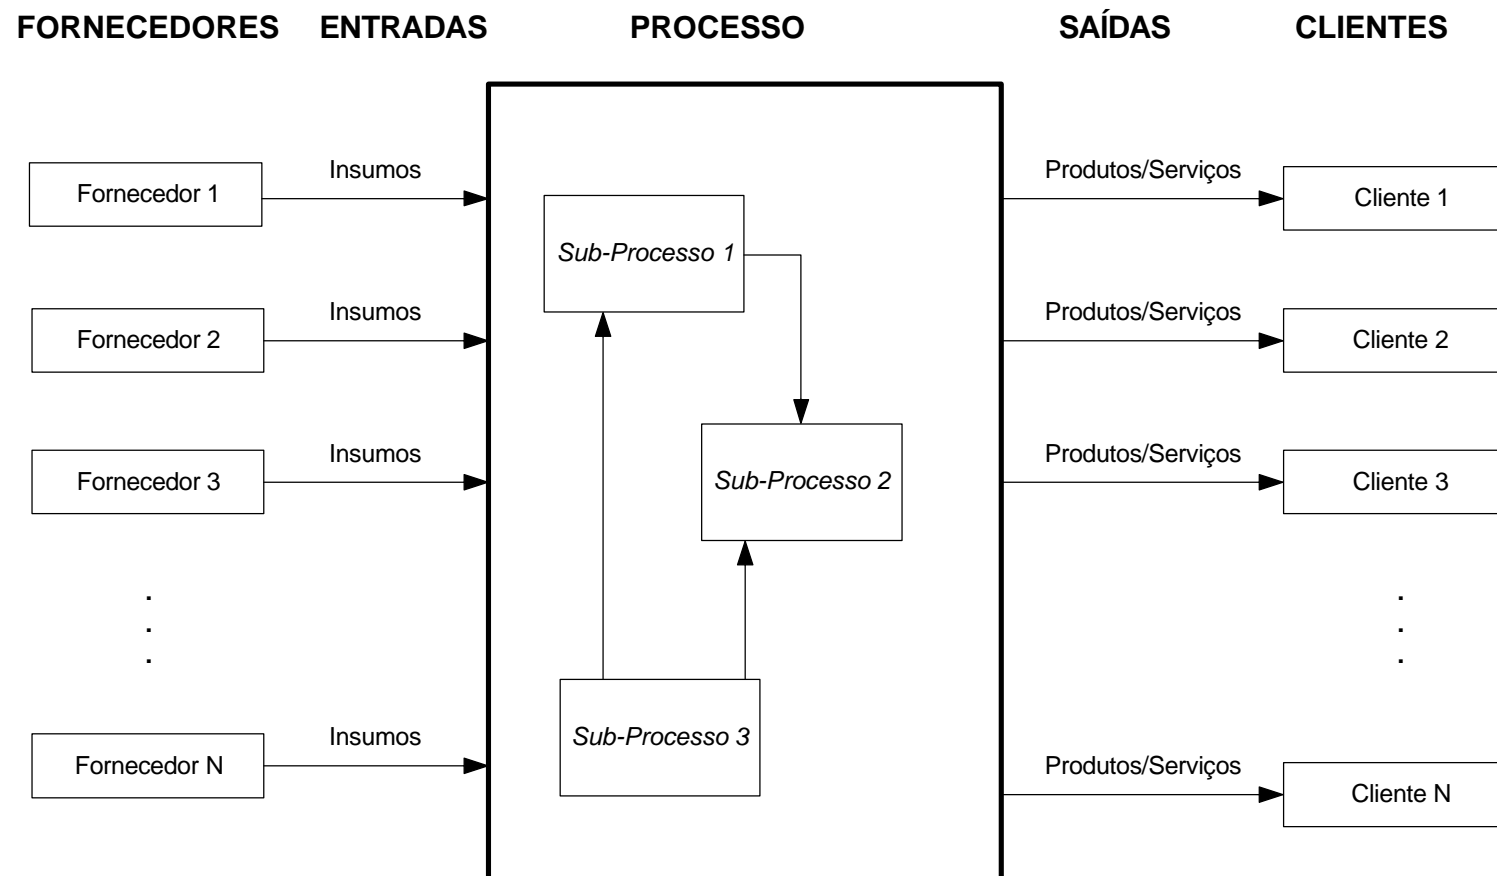 FORNECEDORES ENTRADAS PROCESSO SAÍDAS CLIENTES
Insumos Produtos/Serviços
Fornecedor 1 Cliente 1
Sub-Processo 1
Insumos Produtos/Serviços
Fornecedor 2 Cliente 2
Insumos Produtos/Serviços
Fornecedor 3 Sub-Processo 2 Cliente 3
. .
. .
. .
Insumos Sub-Processo 3
Fornecedor N Produtos/Serviços
Cliente N